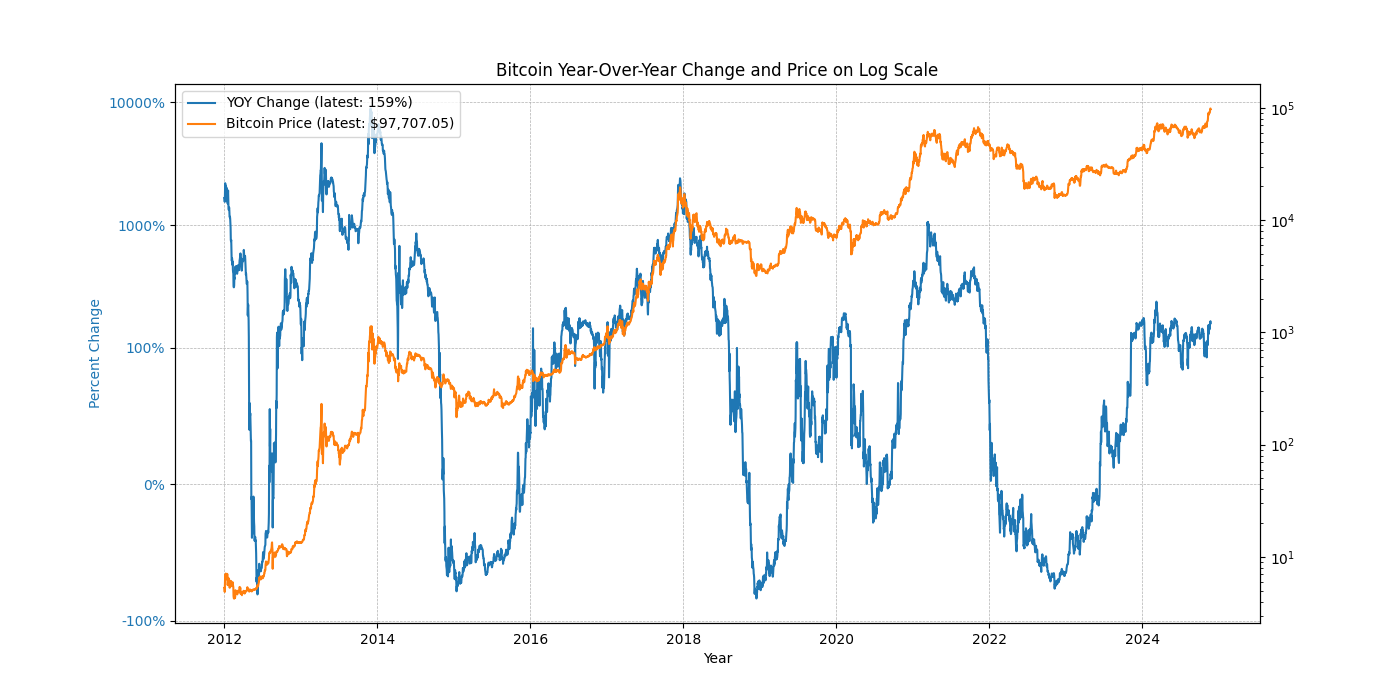 Bitcoin Year-Over-Year Change and Price on Log Scale
YOY Change (latest: 159%)
Bitcoin Price (latest: $97,707.05)
Percent Change
10000%
1000%
100%
0%
-100%
10^5
10^4
10^3
10^2
10^1
2012 2014 2016 2018 2020 2022 2024
Year